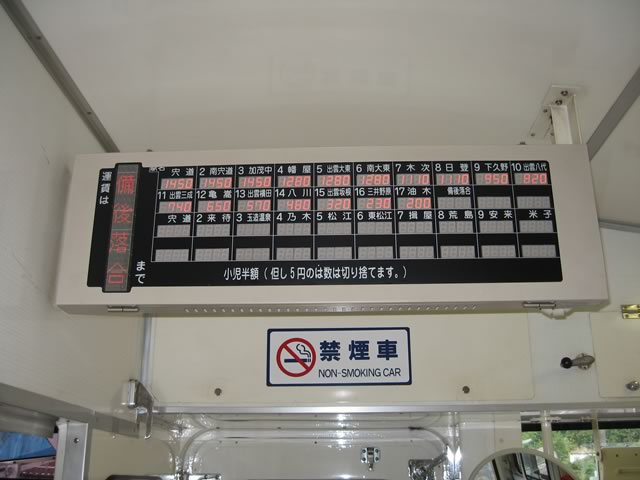 運賃は 備後落合 まで
宍道 2 南宍道 3 加茂中 4 幡屋 5 出雲大東 6 南大東 7 木次 8 日登 9 下久野 10 出雲八代
1450 1450 1450 1280 1280 1280 1110 1110 950 820
11 出雲三成 12 亀嵩 13 出雲横田 14 八川 15 出雲坂根 16 三井野原 17 油木 備後落合
740 650 570 480 320 230 200
宍道 2 来待 3 玉造温泉 4 乃木 5 松江 6 東松江 7 揖屋 8 荒島 9 安来 米子
小児半額(但し5円のは数は切り捨てます。)
禁煙車
NON-SMOKING CAR